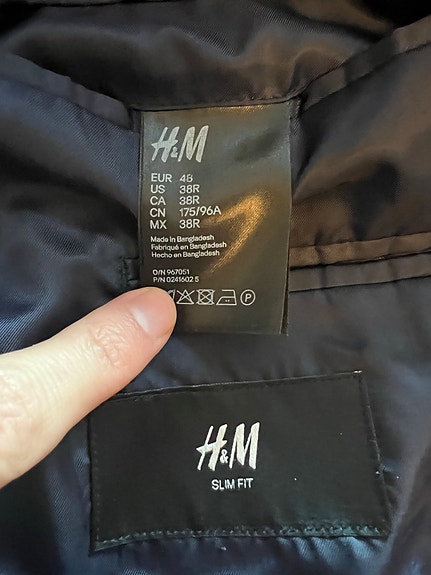 H&M
EUR 48
US 38R
CA 38R
CN 175/96A
MX 38R
Made in Bangladesh
Fabriqué en Bangladesh
Hecho en Bangladesh
O/N 967051
P/N 0241602 5
P
H&M
SLIM FIT